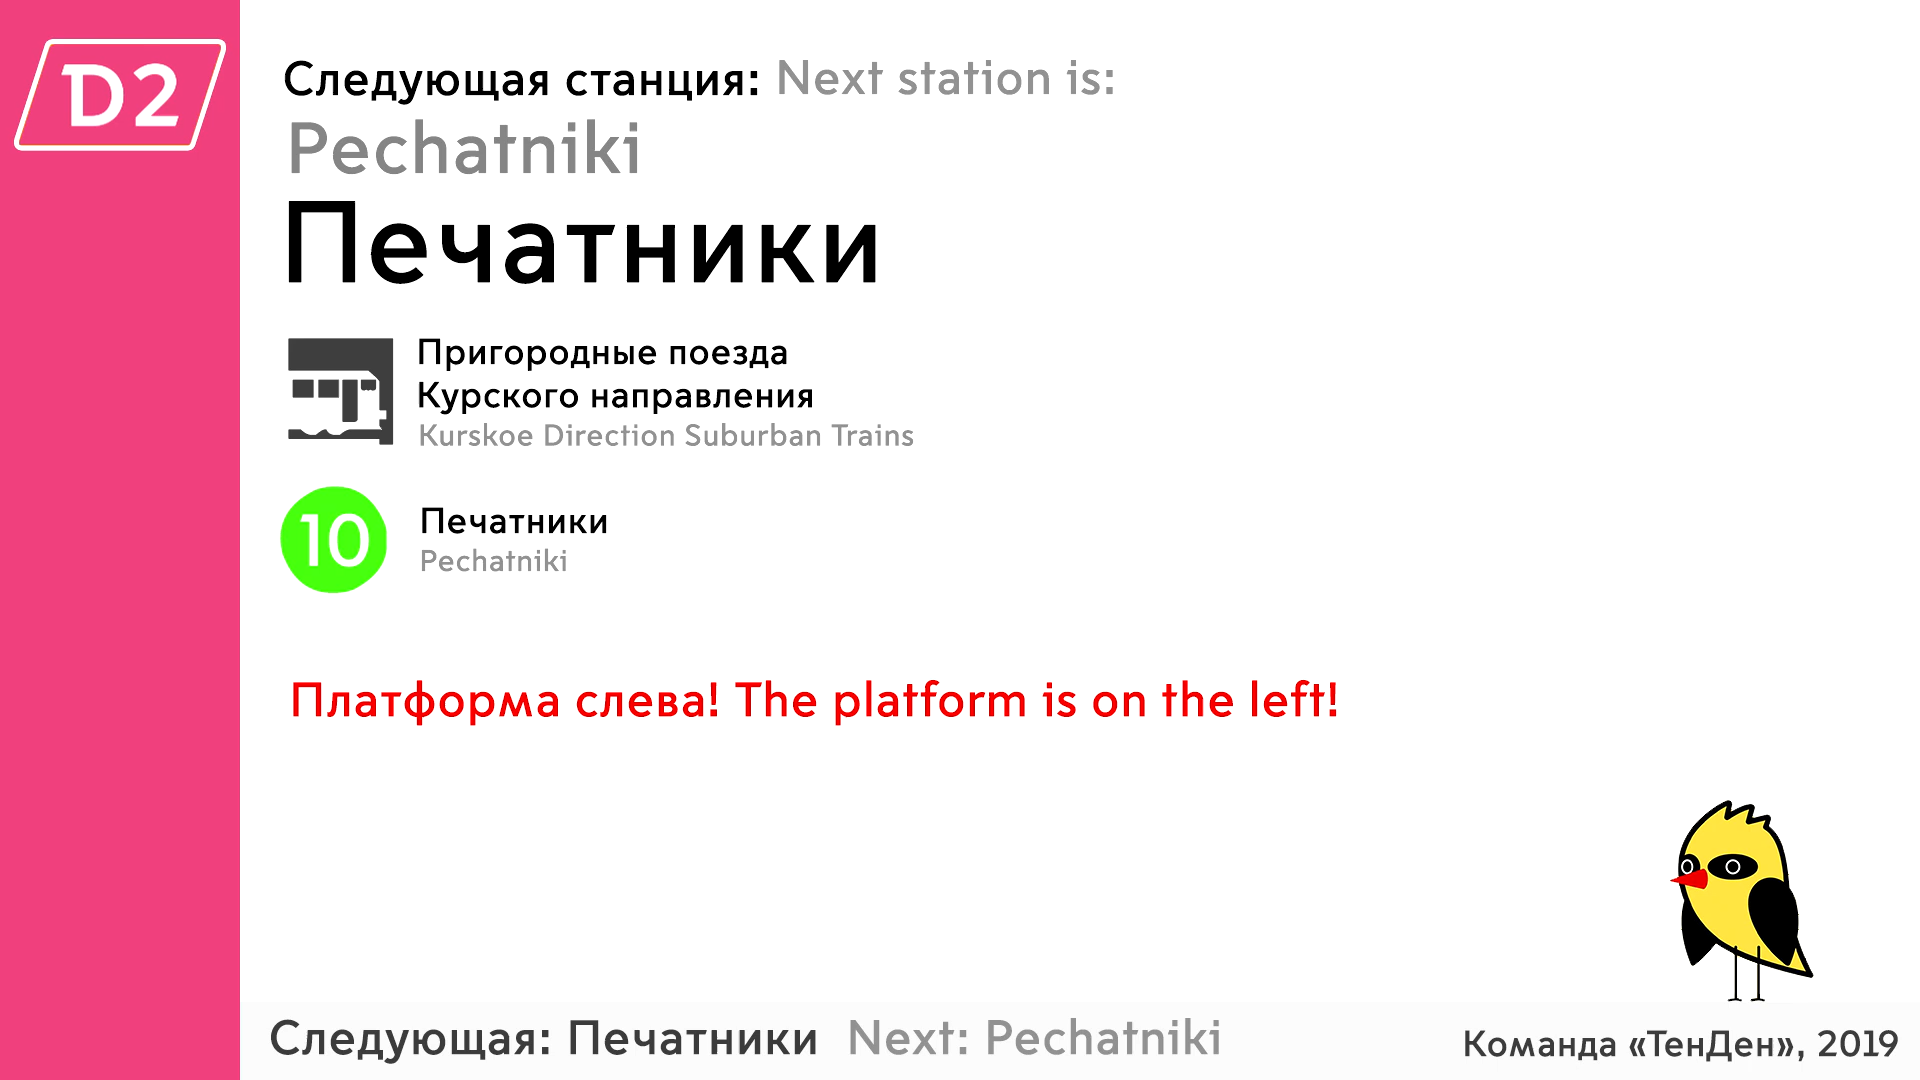 D2
Следующая станция: Next station is:
Pechatniki
Печатники
Пригородные поезда
Курского направления
Kurskoe Direction Suburban Trains
10
Печатники
Pechatniki
Платформа слева! The platform is on the left!
Следующая: Печатники Next: Pechatniki
Команда «ТенДен», 2019